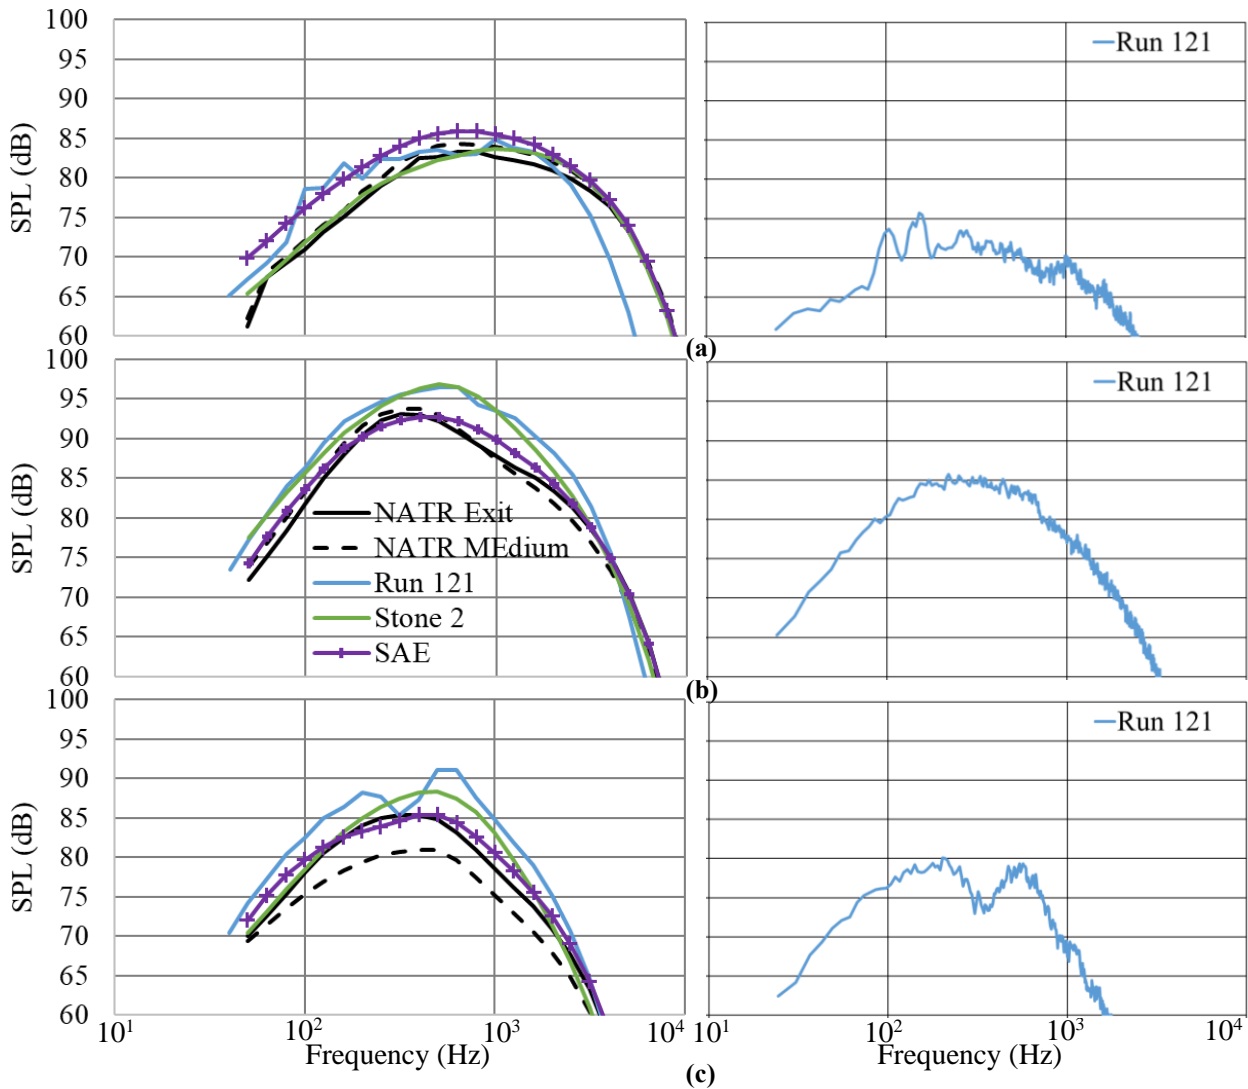 100
95
90
85
80
75
70
65
60
SPL (dB)
Run 121
(a)
100
95
90
85
80
75
70
65
60
SPL (dB)
NATR Exit
NATR MEdium
Run 121
Stone 2
SAE
Run 121
(b)
100
95
90
85
80
75
70
65
60
SPL (dB)
Run 121
10¹ 10² 10³ 10⁴
Frequency (Hz)
10¹ 10² 10³ 10⁴
Frequency (Hz)
(c)